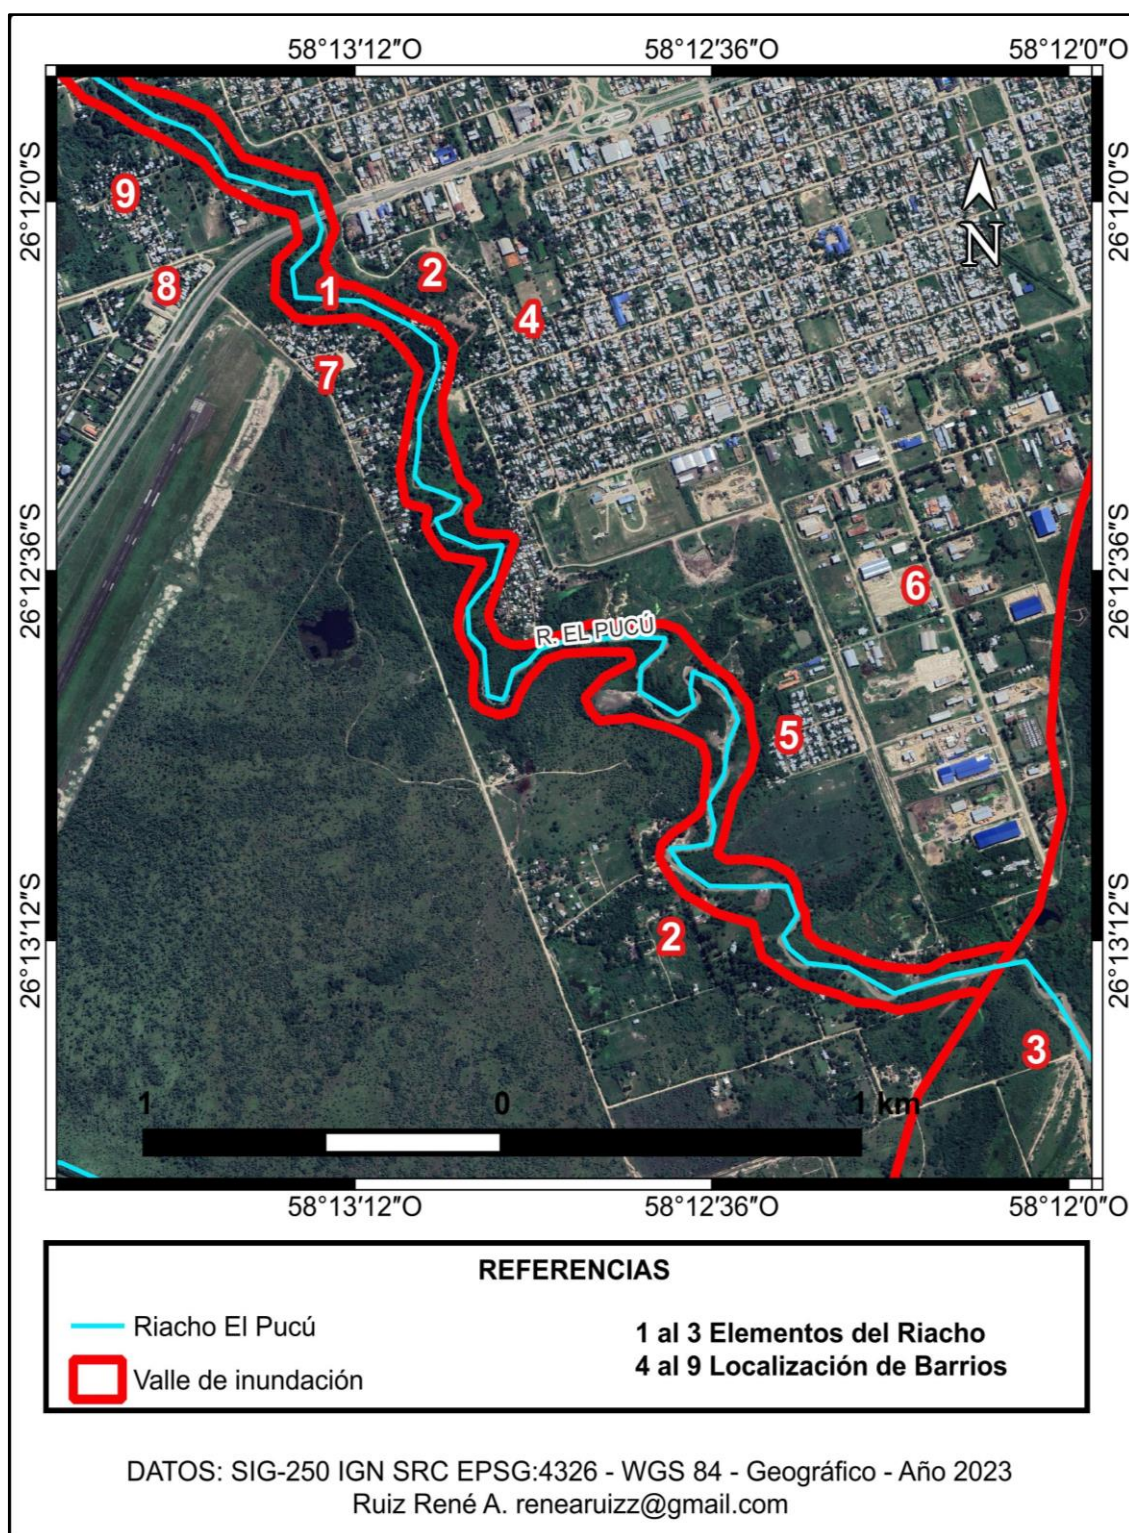 58°13′12″O 58°12′36″O 58°12′0″O
26°12′0″S 26°12′0″S
9
8
2
1
4
7
N
26°12′36″S 26°12′36″S
6
R. EL PUCÚ
5
26°13′12″S 26°13′12″S
2
3
1 0 1 km
58°13′12″O 58°12′36″O 58°12′0″O
REFERENCIAS
Riacho El Pucú
Valle de inundación
1 al 3 Elementos del Riacho
4 al 9 Localización de Barrios
DATOS: SIG-250 IGN SRC EPSG:4326 - WGS 84 - Geográfico - Año 2023
Ruiz René A. renearuizz@gmail.com